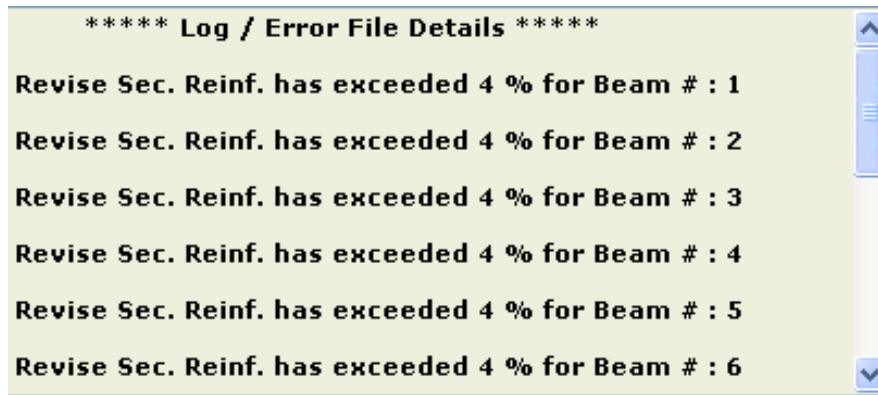 ***** Log / Error File Details *****
Revise Sec. Reinf. has exceeded 4 % for Beam # : 1
Revise Sec. Reinf. has exceeded 4 % for Beam # : 2
Revise Sec. Reinf. has exceeded 4 % for Beam # : 3
Revise Sec. Reinf. has exceeded 4 % for Beam # : 4
Revise Sec. Reinf. has exceeded 4 % for Beam # : 5
Revise Sec. Reinf. has exceeded 4 % for Beam # : 6